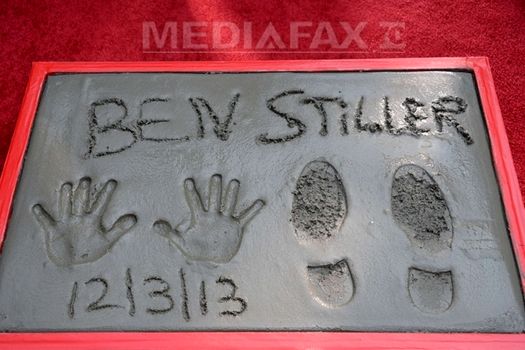 MEDIAFAX
BEN STILLER
12/3/13